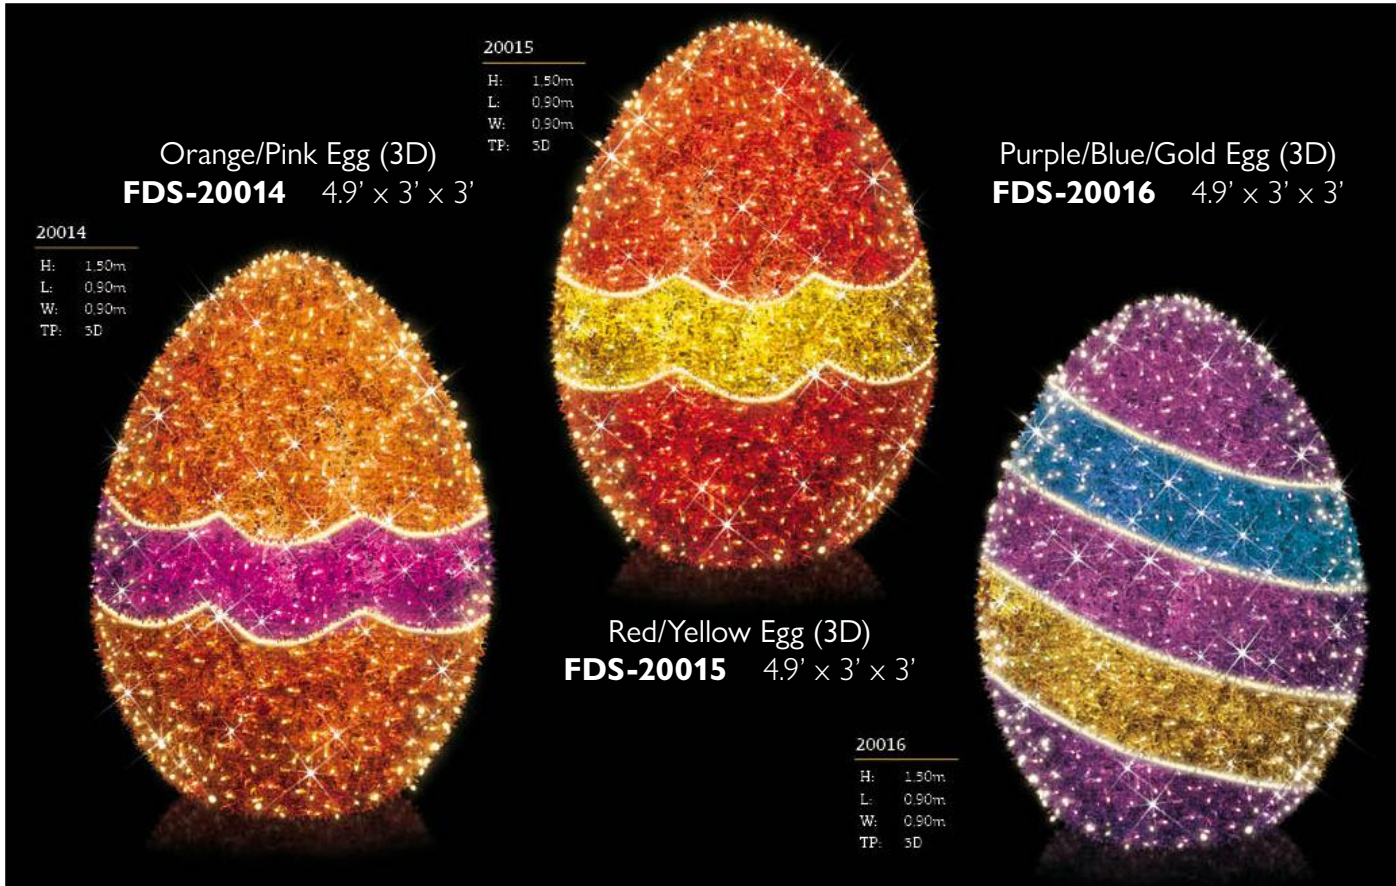 20015
H: 1,50m
L: 0,90m
W: 0,90m
TP: 3D
Orange/Pink Egg (3D)
FDS-20014 4.9’ x 3’ x 3’
Purple/Blue/Gold Egg (3D)
FDS-20016 4.9’ x 3’ x 3’
20014
H: 1,50m
L: 0,90m
W: 0,90m
TP: 3D
Red/Yellow Egg (3D)
FDS-20015 4.9’ x 3’ x 3’
20016
H: 1,50m
L: 0,90m
W: 0,90m
TP: 3D